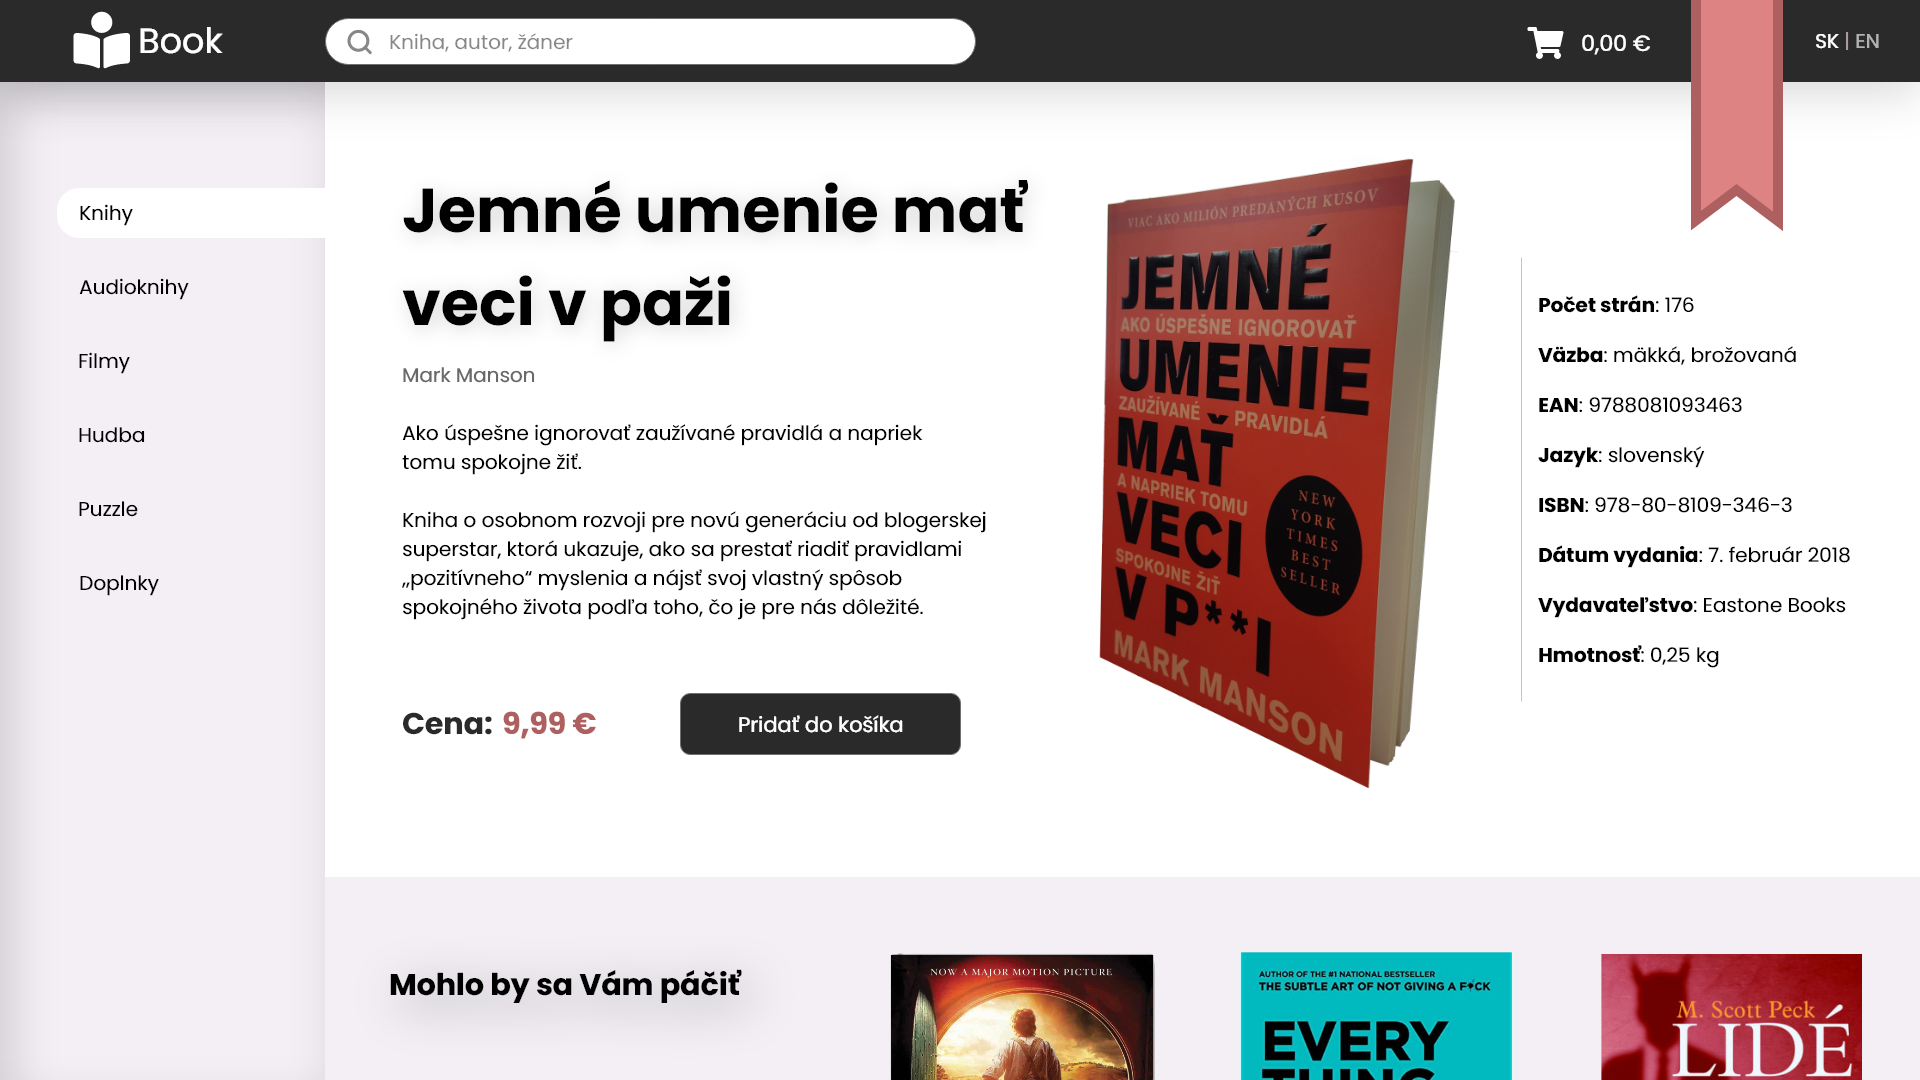 Book
Kniha, autor, žáner
0,00 €
SK | EN
Knihy
Audioknihy
Filmy
Hudba
Puzzle
Doplnky
Jemné umenie mať
veci v paži
Mark Manson
Ako úspešne ignorovať zaužívané pravidlá a napriek
tomu spokojne žiť.
Kniha o osobnom rozvoji pre novú generáciu od blogerskej
superstar, ktorá ukazuje, ako sa prestať riadiť pravidlami
„pozitívneho“ myslenia a nájsť svoj vlastný spôsob
spokojného života podľa toho, čo je pre nás dôležité.
Cena: 9,99 €
Pridať do košíka
VIAC AKO MILIÓN PREDANÝCH KUSOV
JEMNÉ
AKO ÚSPEŠNE IGNOROVAŤ
UMENIE
ZAUŽÍVANÉ PRAVIDLÁ
MAŤ
A NAPRIEK TOMU
VECI
SPOKOJNE ŽIŤ
V P**I
MARK MANSON
NEW
YORK
TIMES
BEST
SELLER
Počet strán: 176
Väzba: mäkká, brožovaná
EAN: 9788081093463
Jazyk: slovenský
ISBN: 978-80-8109-346-3
Dátum vydania: 7. február 2018
Vydavateľstvo: Eastone Books
Hmotnosť: 0,25 kg
Mohlo by sa Vám páčiť
NOW A MAJOR MOTION PICTURE
AUTHOR OF THE #1 NATIONAL BESTSELLER
THE SUBTLE ART OF NOT GIVING A F*CK
EVERY
THING
M. Scott Peck
LIDÉ